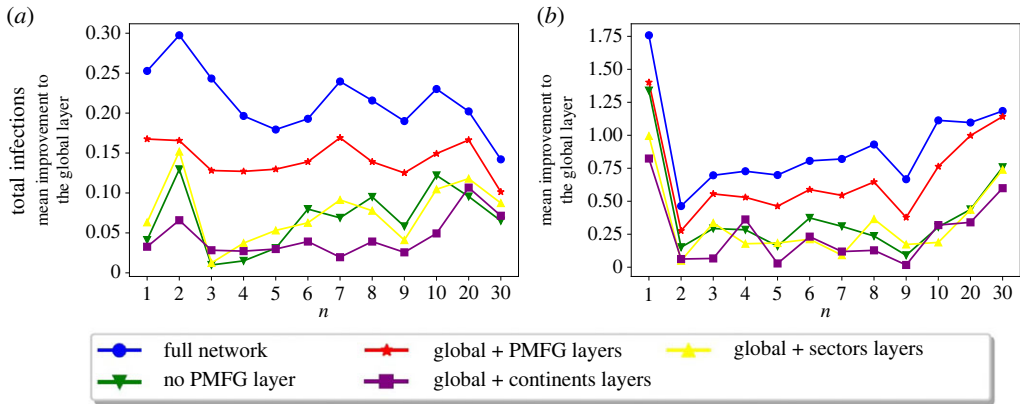 (a)
(b)
total infections
mean improvement to
the global layer
0.30
0.25
0.20
0.15
0.10
0.05
0
1 2 3 4 5 6 7 8 9 10 20 30
n
mean improvement to
the global layer
1.75
1.50
1.25
1.00
0.75
0.50
0.25
0
1 2 3 4 5 6 7 8 9 10 20 30
n
full network
global + PMFG layers
global + sectors layers
no PMFG layer
global + continents layers